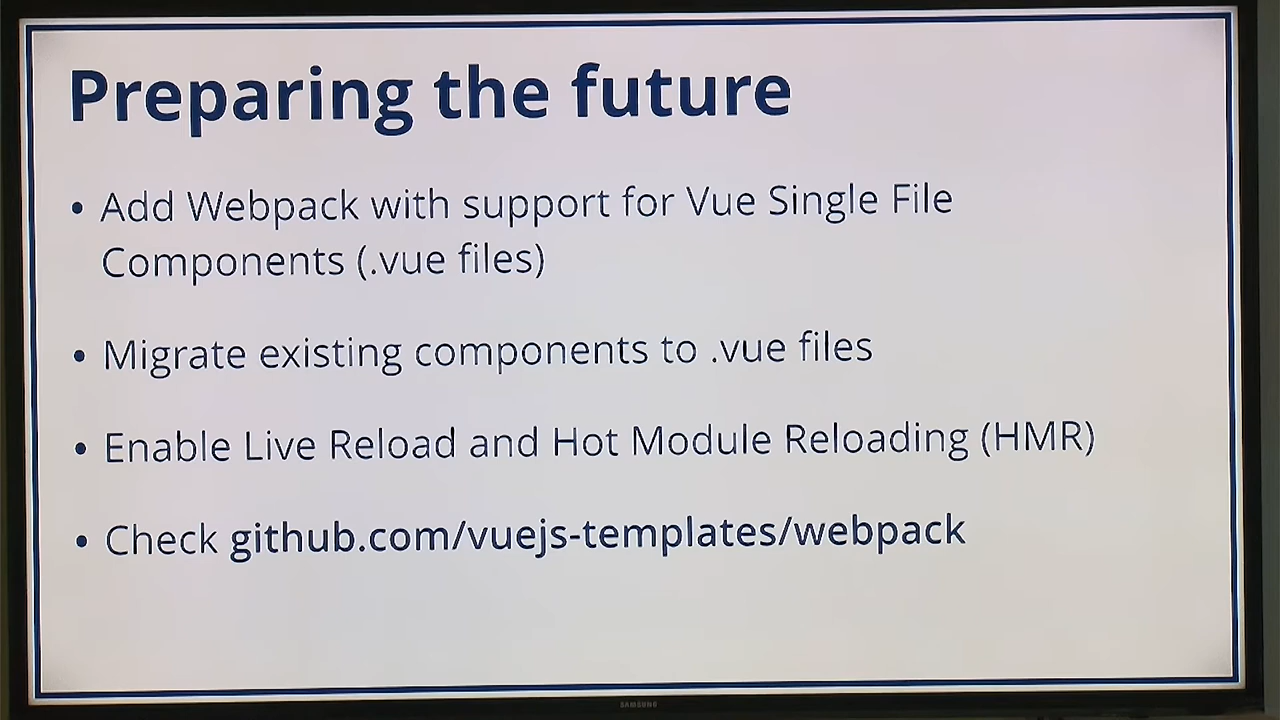 Preparing the future
• Add Webpack with support for Vue Single File
Components (.vue files)
• Migrate existing components to .vue files
• Enable Live Reload and Hot Module Reloading (HMR)
• Check github.com/vuejs-templates/webpack
SAMSUNG